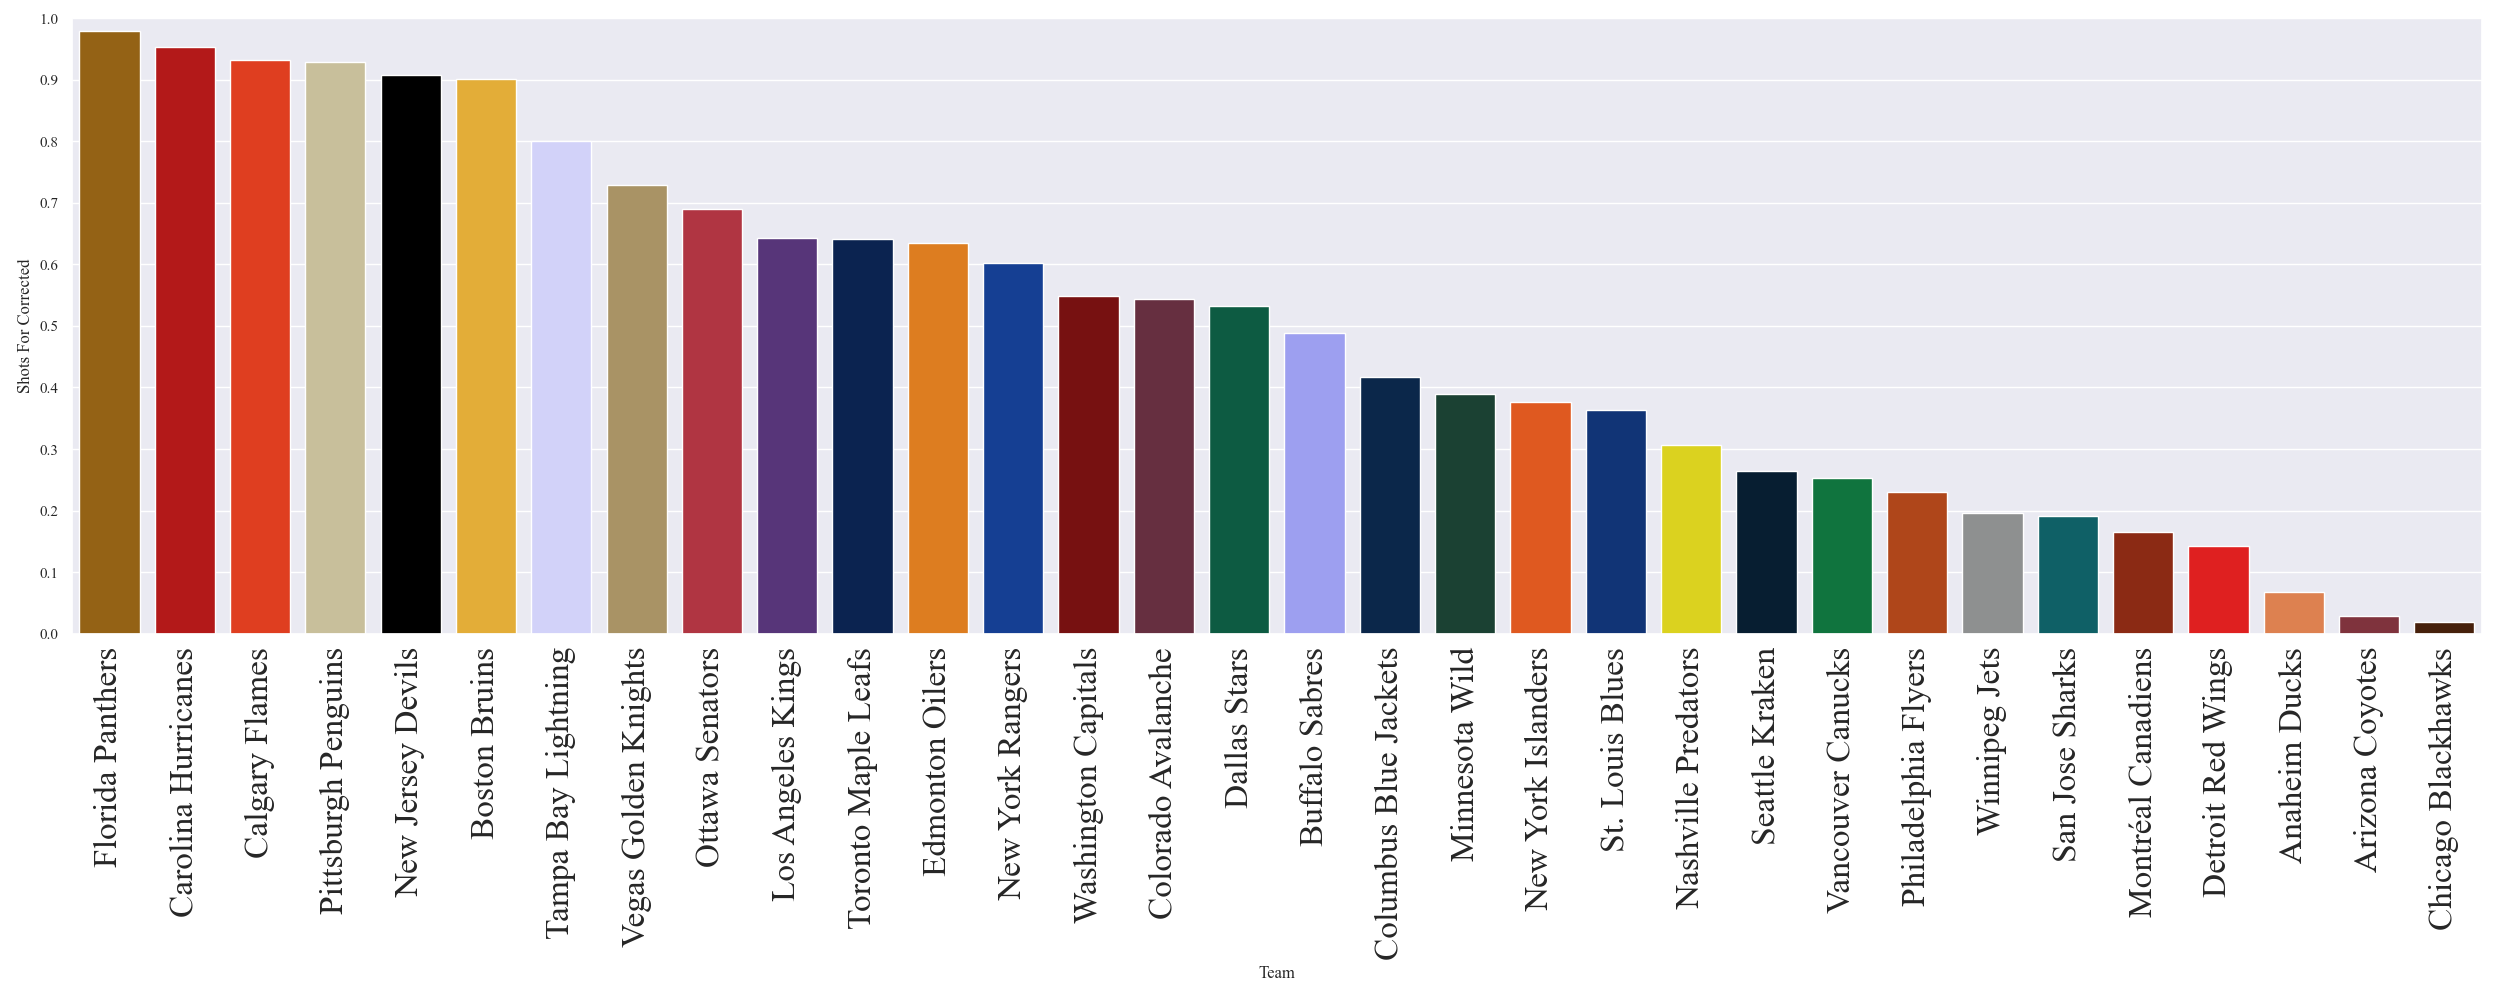 1.0
0.9
0.8
0.7
0.6
0.5
0.4
0.3
0.2
0.1
0.0
Shots For Corrected
Florida Panthers
Carolina Hurricanes
Calgary Flames
Pittsburgh Penguins
New Jersey Devils
Boston Bruins
Tampa Bay Lightning
Vegas Golden Knights
Ottawa Senators
Los Angeles Kings
Toronto Maple Leafs
Edmonton Oilers
New York Rangers
Washington Capitals
Colorado Avalanche
Dallas Stars
Buffalo Sabres
Columbus Blue Jackets
Minnesota Wild
New York Islanders
St. Louis Blues
Nashville Predators
Seattle Kraken
Vancouver Canucks
Philadelphia Flyers
Winnipeg Jets
San Jose Sharks
Montréal Canadiens
Detroit Red Wings
Anaheim Ducks
Arizona Coyotes
Chicago Blackhawks
Team